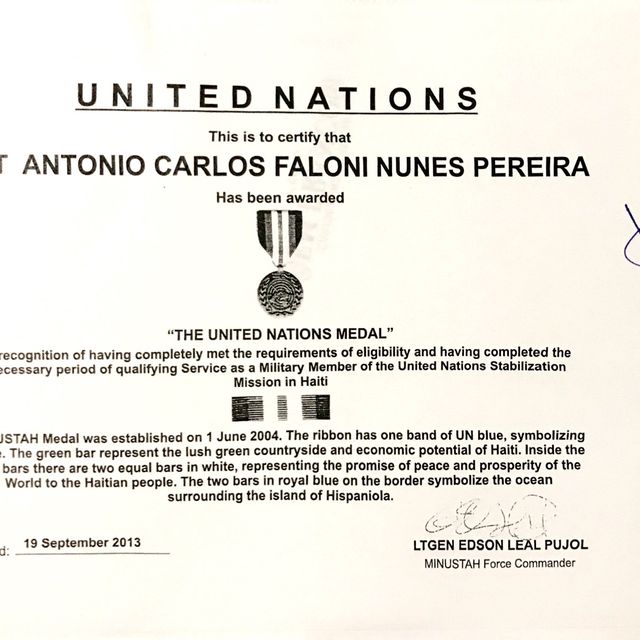 UNITED NATIONS
This is to certify that
T ANTONIO CARLOS FALONI NUNES PEREIRA
Has been awarded
“THE UNITED NATIONS MEDAL”
recognition of having completely met the requirements of eligibility and having completed the
ecessary period of qualifying Service as a Military Member of the United Nations Stabilization
Mission in Haiti
USTAH Medal was established on 1 June 2004. The ribbon has one band of UN blue, symbolizing
e. The green bar represent the lush green countryside and economic potential of Haiti. Inside the
bars there are two equal bars in white, representing the promise of peace and prosperity of the
World to the Haitian people. The two bars in royal blue on the border symbolize the ocean
surrounding the island of Hispaniola.
d: 19 September 2013
LTGEN EDSON LEAL PUJOL
MINUSTAH Force Commander